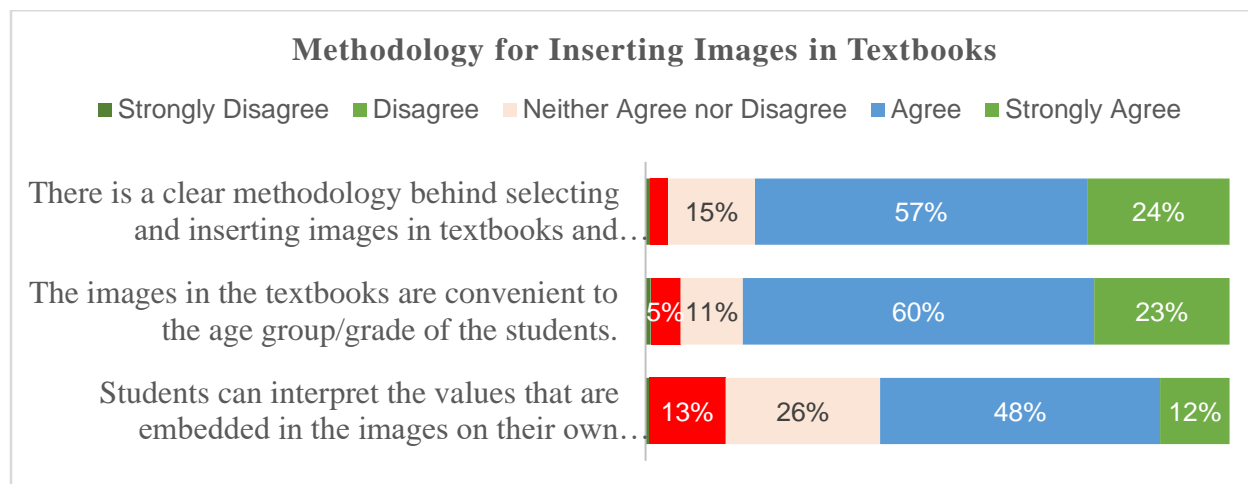 Methodology for Inserting Images in Textbooks
Strongly Disagree Disagree Neither Agree nor Disagree Agree Strongly Agree
There is a clear methodology behind selecting
and inserting images in textbooks and…
15% 57% 24%
The images in the textbooks are convenient to
the age group/grade of the students.
5% 11% 60% 23%
Students can interpret the values that are
embedded in the images on their own…
13% 26% 48% 12%